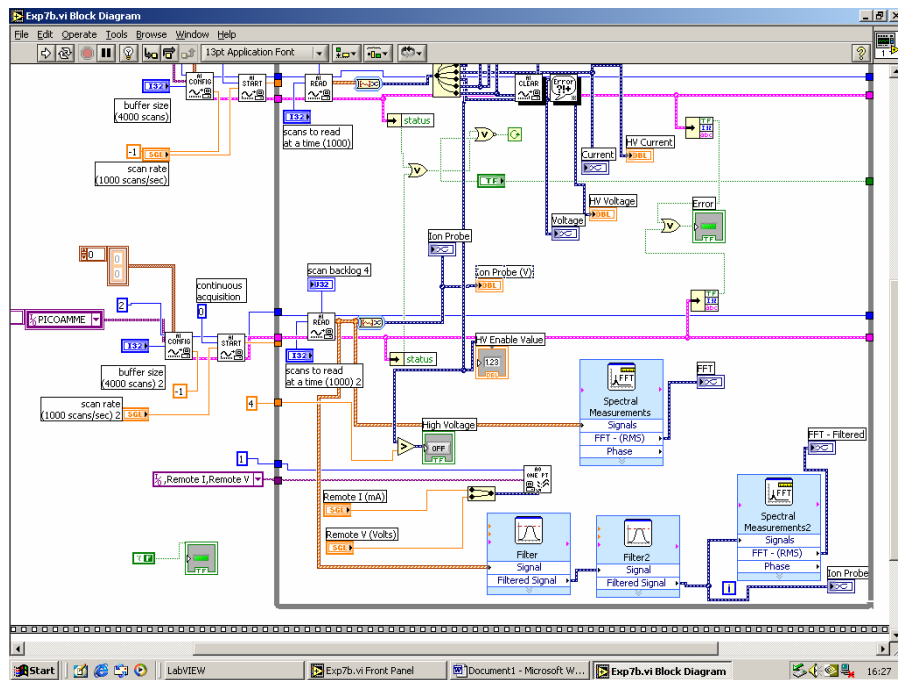 Exp7b.vi Block Diagram
File Edit Operate Tools Browse Window Help
13pt Application Font
?
1
AI
CONFIG
AI
START
AI
READ
AI
CLEAR
Error
?!+
I32
buffer size
(4000 scans)
-1
SGL
scan rate
(1000 scans/sec)
I32
scans to read
at a time (1000)
status
V
V
TF
Current
HV Current
DBL
HV Voltage
DBL
Voltage
TF
abc
Error
V
TF
Ion Probe
0
0
0
continuous
acquisition
scan backlog 4
U32
Ion Probe (V)
DBL
PICOAMME
2
0
AI
CONFIG
AI
START
AI
READ
I32
I32
buffer size
(4000 scans) 2
-1
scans to read
at a time (1000) 2
status
HV Enable Value
123
DBL
scan rate
(1000 scans/sec) 2
SGL
4
High Voltage
>
OFF
TF
FFT
Spectral
Measurements
Signals
FFT - (RMS)
Phase
FFT
FFT - Filtered
1
AO
ONE PT
,Remote I,Remote V
Remote I (mA)
SGL
Remote V (Volts)
SGL
Filter
Signal
Filtered Signal
Filter2
Signal
Filtered Signal
FFT
Spectral
Measurements2
Signals
FFT - (RMS)
Phase
Ion Probe
i
TF
Start
LabVIEW
Exp7b.vi Front Panel
Document1 - Microsoft W...
Exp7b.vi Block Diagram
16:27